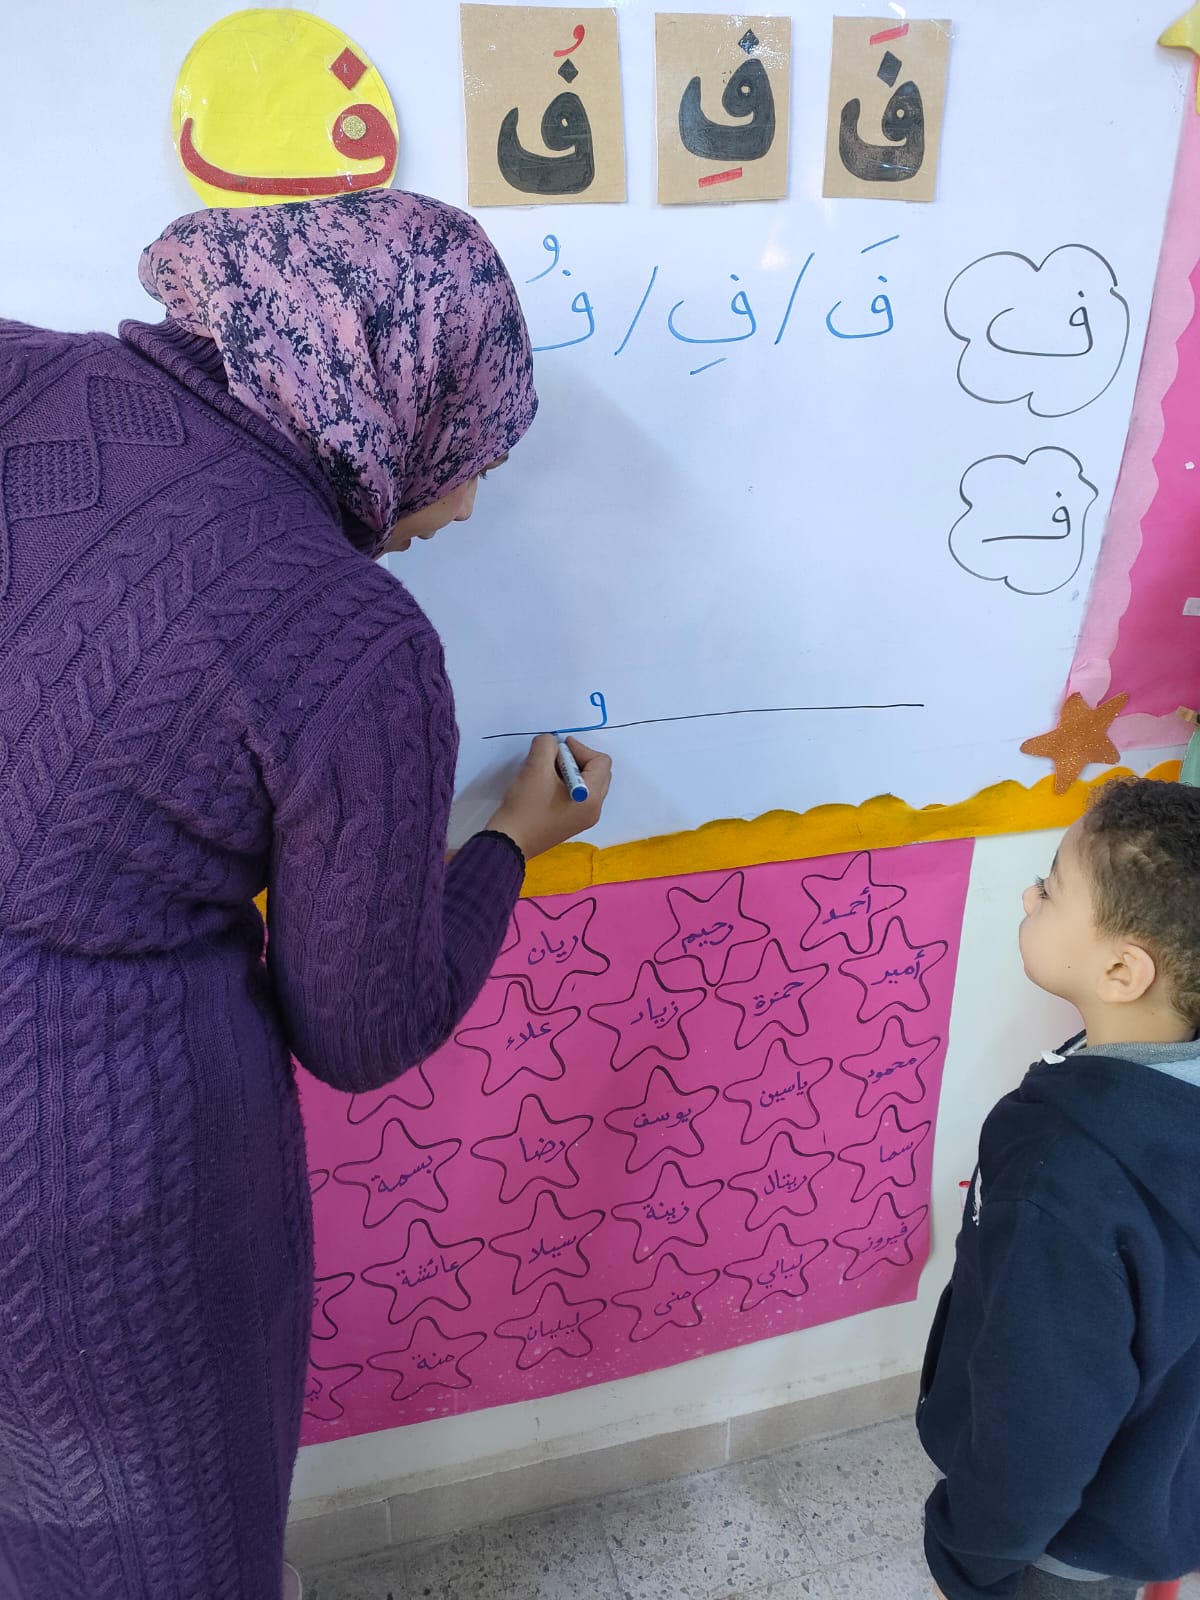 فَ فِ فُ ف
فَ / فِ / فُ
ف
فـ
و
أحمد رحيم ريان
أمير حمزة زياد علاء
محمود ياسين يوسف رضا بسمة
سما ريتال زينة سيلا عائشة
فيروز ليالي منى ليليان منة